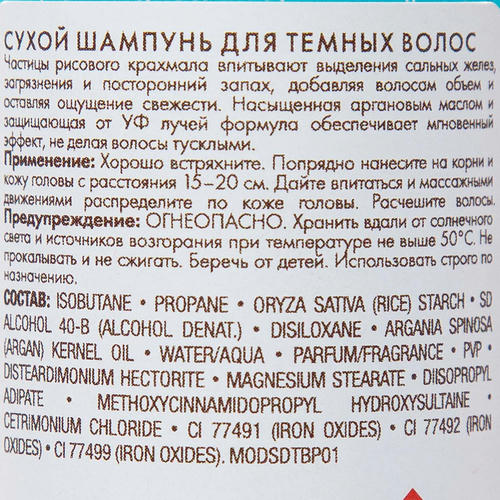 СУХОЙ ШАМПУНЬ ДЛЯ ТЕМНЫХ ВОЛОС
Частицы рисового крахмала впитывают выделения сальных желез,
загрязнения и посторонний запах, добавляя волосам объем и
оставляя ощущение свежести. Насыщенная аргановым маслом и
защищающая от УФ лучей формула обеспечивает мгновенный
эффект, не делая волосы тусклыми.
Применение: Хорошо встряхните. Попрядно нанесите на корни и
кожу головы с расстояния 15–20 см. Дайте впитаться и массажными
движениями распределите по коже головы. Расчешите волосы.
Предупреждение: ОГНЕОПАСНО. Хранить вдали от солнечного
света и источников возгорания при температуре не выше 50°С. Не
прокалывать и не сжигать. Беречь от детей. Использовать строго по
назначению.
СОСТАВ: ISOBUTANE • PROPANE • ORYZA SATIVA (RICE) STARCH • SD
ALCOHOL 40-B (ALCOHOL DENAT.) • DISILOXANE • ARGANIA SPINOSA
(ARGAN) KERNEL OIL • WATER/AQUA • PARFUM/FRAGRANCE • PVP •
DISTEARDIMONIUM HECTORITE • MAGNESIUM STEARATE • DIISOPROPYL
ADIPATE • METHOXYCINNAMIDOPROPYL HYDROXYSULTAINE •
CETRIMONIUM CHLORIDE • CI 77491 (IRON OXIDES) • CI 77492 (IRON
OXIDES) • CI 77499 (IRON OXIDES). MODSDTBP01